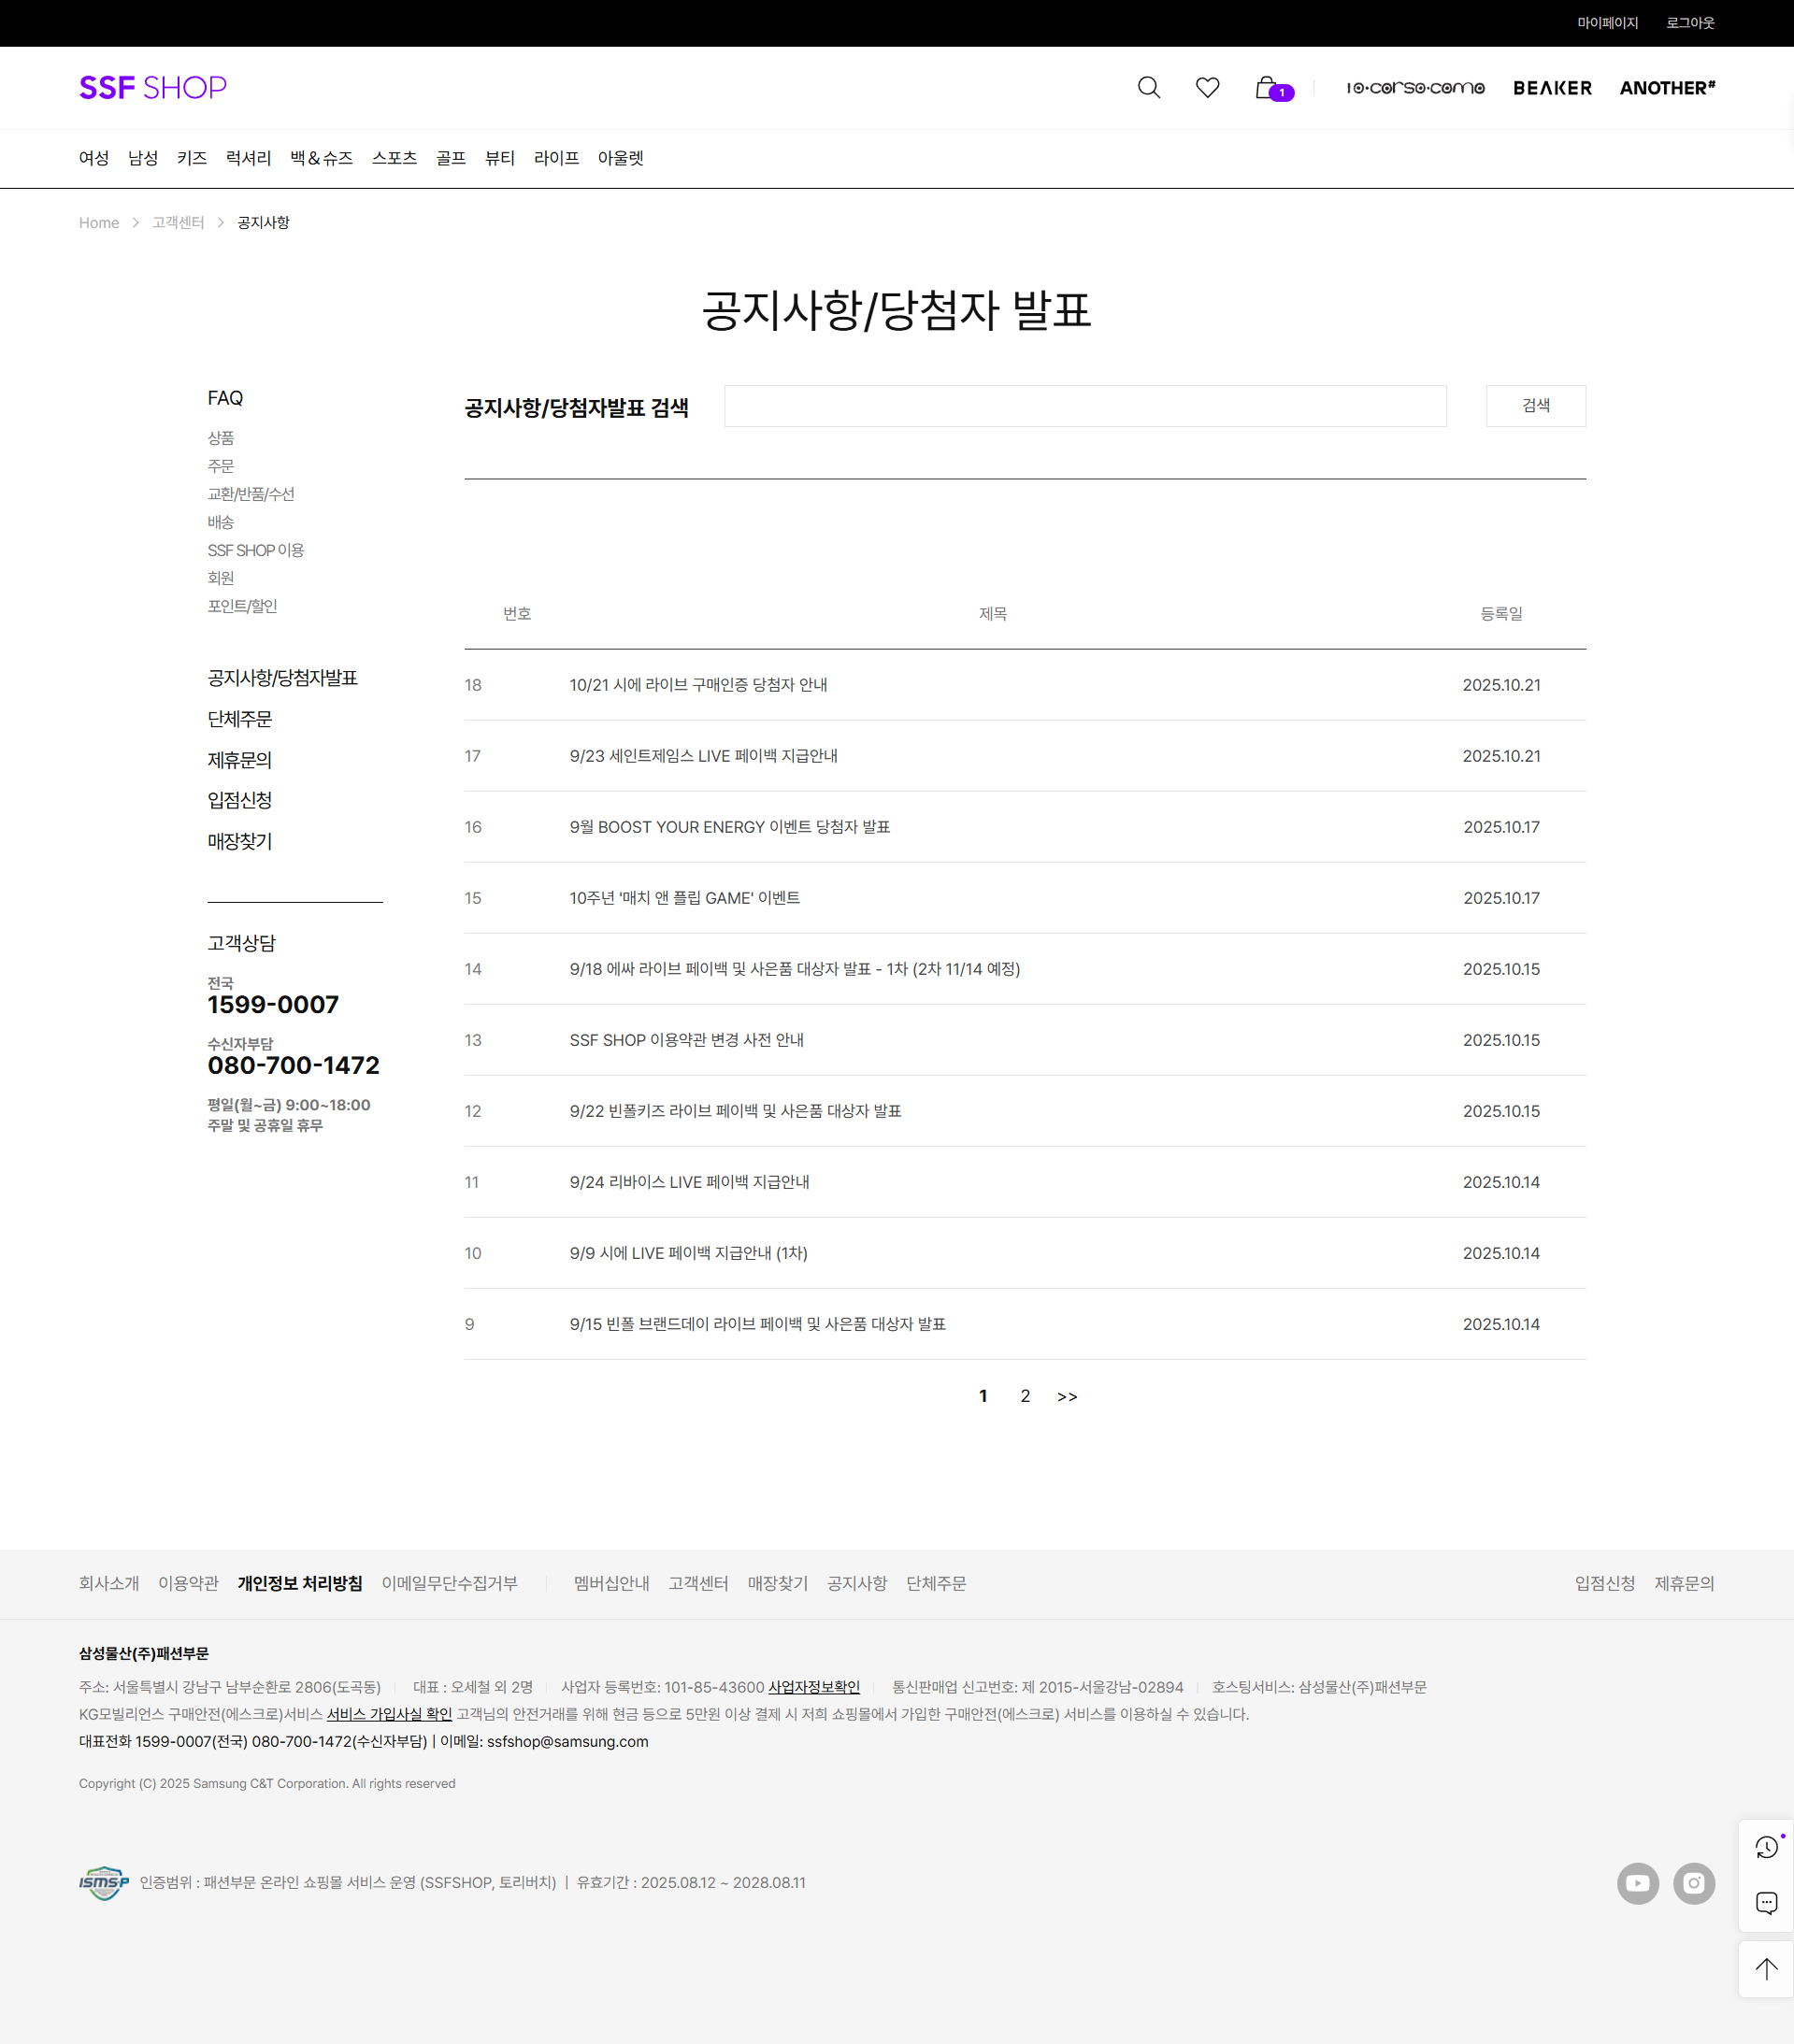 마이페이지 로그아웃
SSF SHOP 1 10·corso·como BEAKER ANOTHER#
여성 남성 키즈 럭셔리 백&슈즈 스포츠 골프 뷰티 라이프 아울렛
Home > 고객센터 > 공지사항
공지사항/당첨자 발표
FAQ
상품
주문
교환/반품/수선
배송
SSF SHOP 이용
회원
포인트/할인
공지사항/당첨자발표
단체주문
제휴문의
입점신청
매장찾기
고객상담
전국
1599-0007
수신자부담
080-700-1472
평일(월~금) 9:00~18:00
주말 및 공휴일 휴무
공지사항/당첨자발표 검색 검색
번호 제목 등록일
18 10/21 시에 라이브 구매인증 당첨자 안내 2025.10.21
17 9/23 세인트제임스 LIVE 페이백 지급안내 2025.10.21
16 9월 BOOST YOUR ENERGY 이벤트 당첨자 발표 2025.10.17
15 10주년 '매치 앤 플립 GAME' 이벤트 2025.10.17
14 9/18 에싸 라이브 페이백 및 사은품 대상자 발표 - 1차 (2차 11/14 예정) 2025.10.15
13 SSF SHOP 이용약관 변경 사전 안내 2025.10.15
12 9/22 빈폴키즈 라이브 페이백 및 사은품 대상자 발표 2025.10.15
11 9/24 리바이스 LIVE 페이백 지급안내 2025.10.14
10 9/9 시에 LIVE 페이백 지급안내 (1차) 2025.10.14
9 9/15 빈폴 브랜드데이 라이브 페이백 및 사은품 대상자 발표 2025.10.14
1 2 >>
회사소개 이용약관 개인정보 처리방침 이메일무단수집거부 멤버십안내 고객센터 매장찾기 공지사항 단체주문 입점신청 제휴문의
삼성물산(주)패션부문
주소: 서울특별시 강남구 남부순환로 2806(도곡동) 대표 : 오세철 외 2명 사업자 등록번호: 101-85-43600 사업자정보확인 통신판매업 신고번호: 제 2015-서울강남-02894 호스팅서비스: 삼성물산(주)패션부문
KG모빌리언스 구매안전(에스크로)서비스 서비스 가입사실 확인 고객님의 안전거래를 위해 현금 등으로 5만원 이상 결제 시 저희 쇼핑몰에서 가입한 구매안전(에스크로) 서비스를 이용하실 수 있습니다.
대표전화 1599-0007(전국) 080-700-1472(수신자부담) | 이메일: ssfshop@samsung.com
Copyright (C) 2025 Samsung C&T Corporation. All rights reserved
ISMS-P 인증범위 : 패션부문 온라인 쇼핑몰 서비스 운영 (SSFSHOP, 토리버치) | 유효기간 : 2025.08.12 ~ 2028.08.11